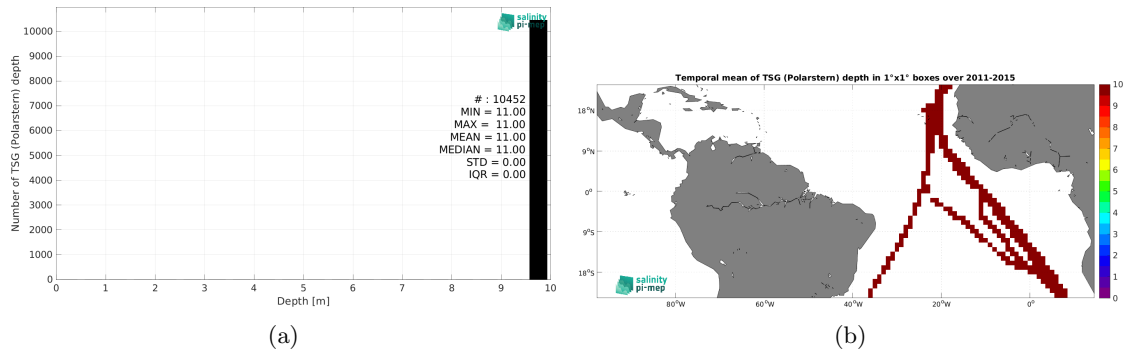 salinity
pi-mep
Number of TSG (Polarstern) depth
10000
9000
8000
7000
6000
5000
4000
3000
2000
1000
0
# : 10452
MIN = 11.00
MAX = 11.00
MEAN = 11.00
MEDIAN = 11.00
STD = 0.00
IQR = 0.00
0 1 2 3 4 5 6 7 8 9 10
Depth [m]
(a)
Temporal mean of TSG (Polarstern) depth in 1°x1° boxes over 2011-2015
18°N
9°N
0°
9°S
18°S
80°W 60°W 40°W 20°W 0°
salinity
pi-mep
10
9
8
7
6
5
4
3
2
1
0
(b)